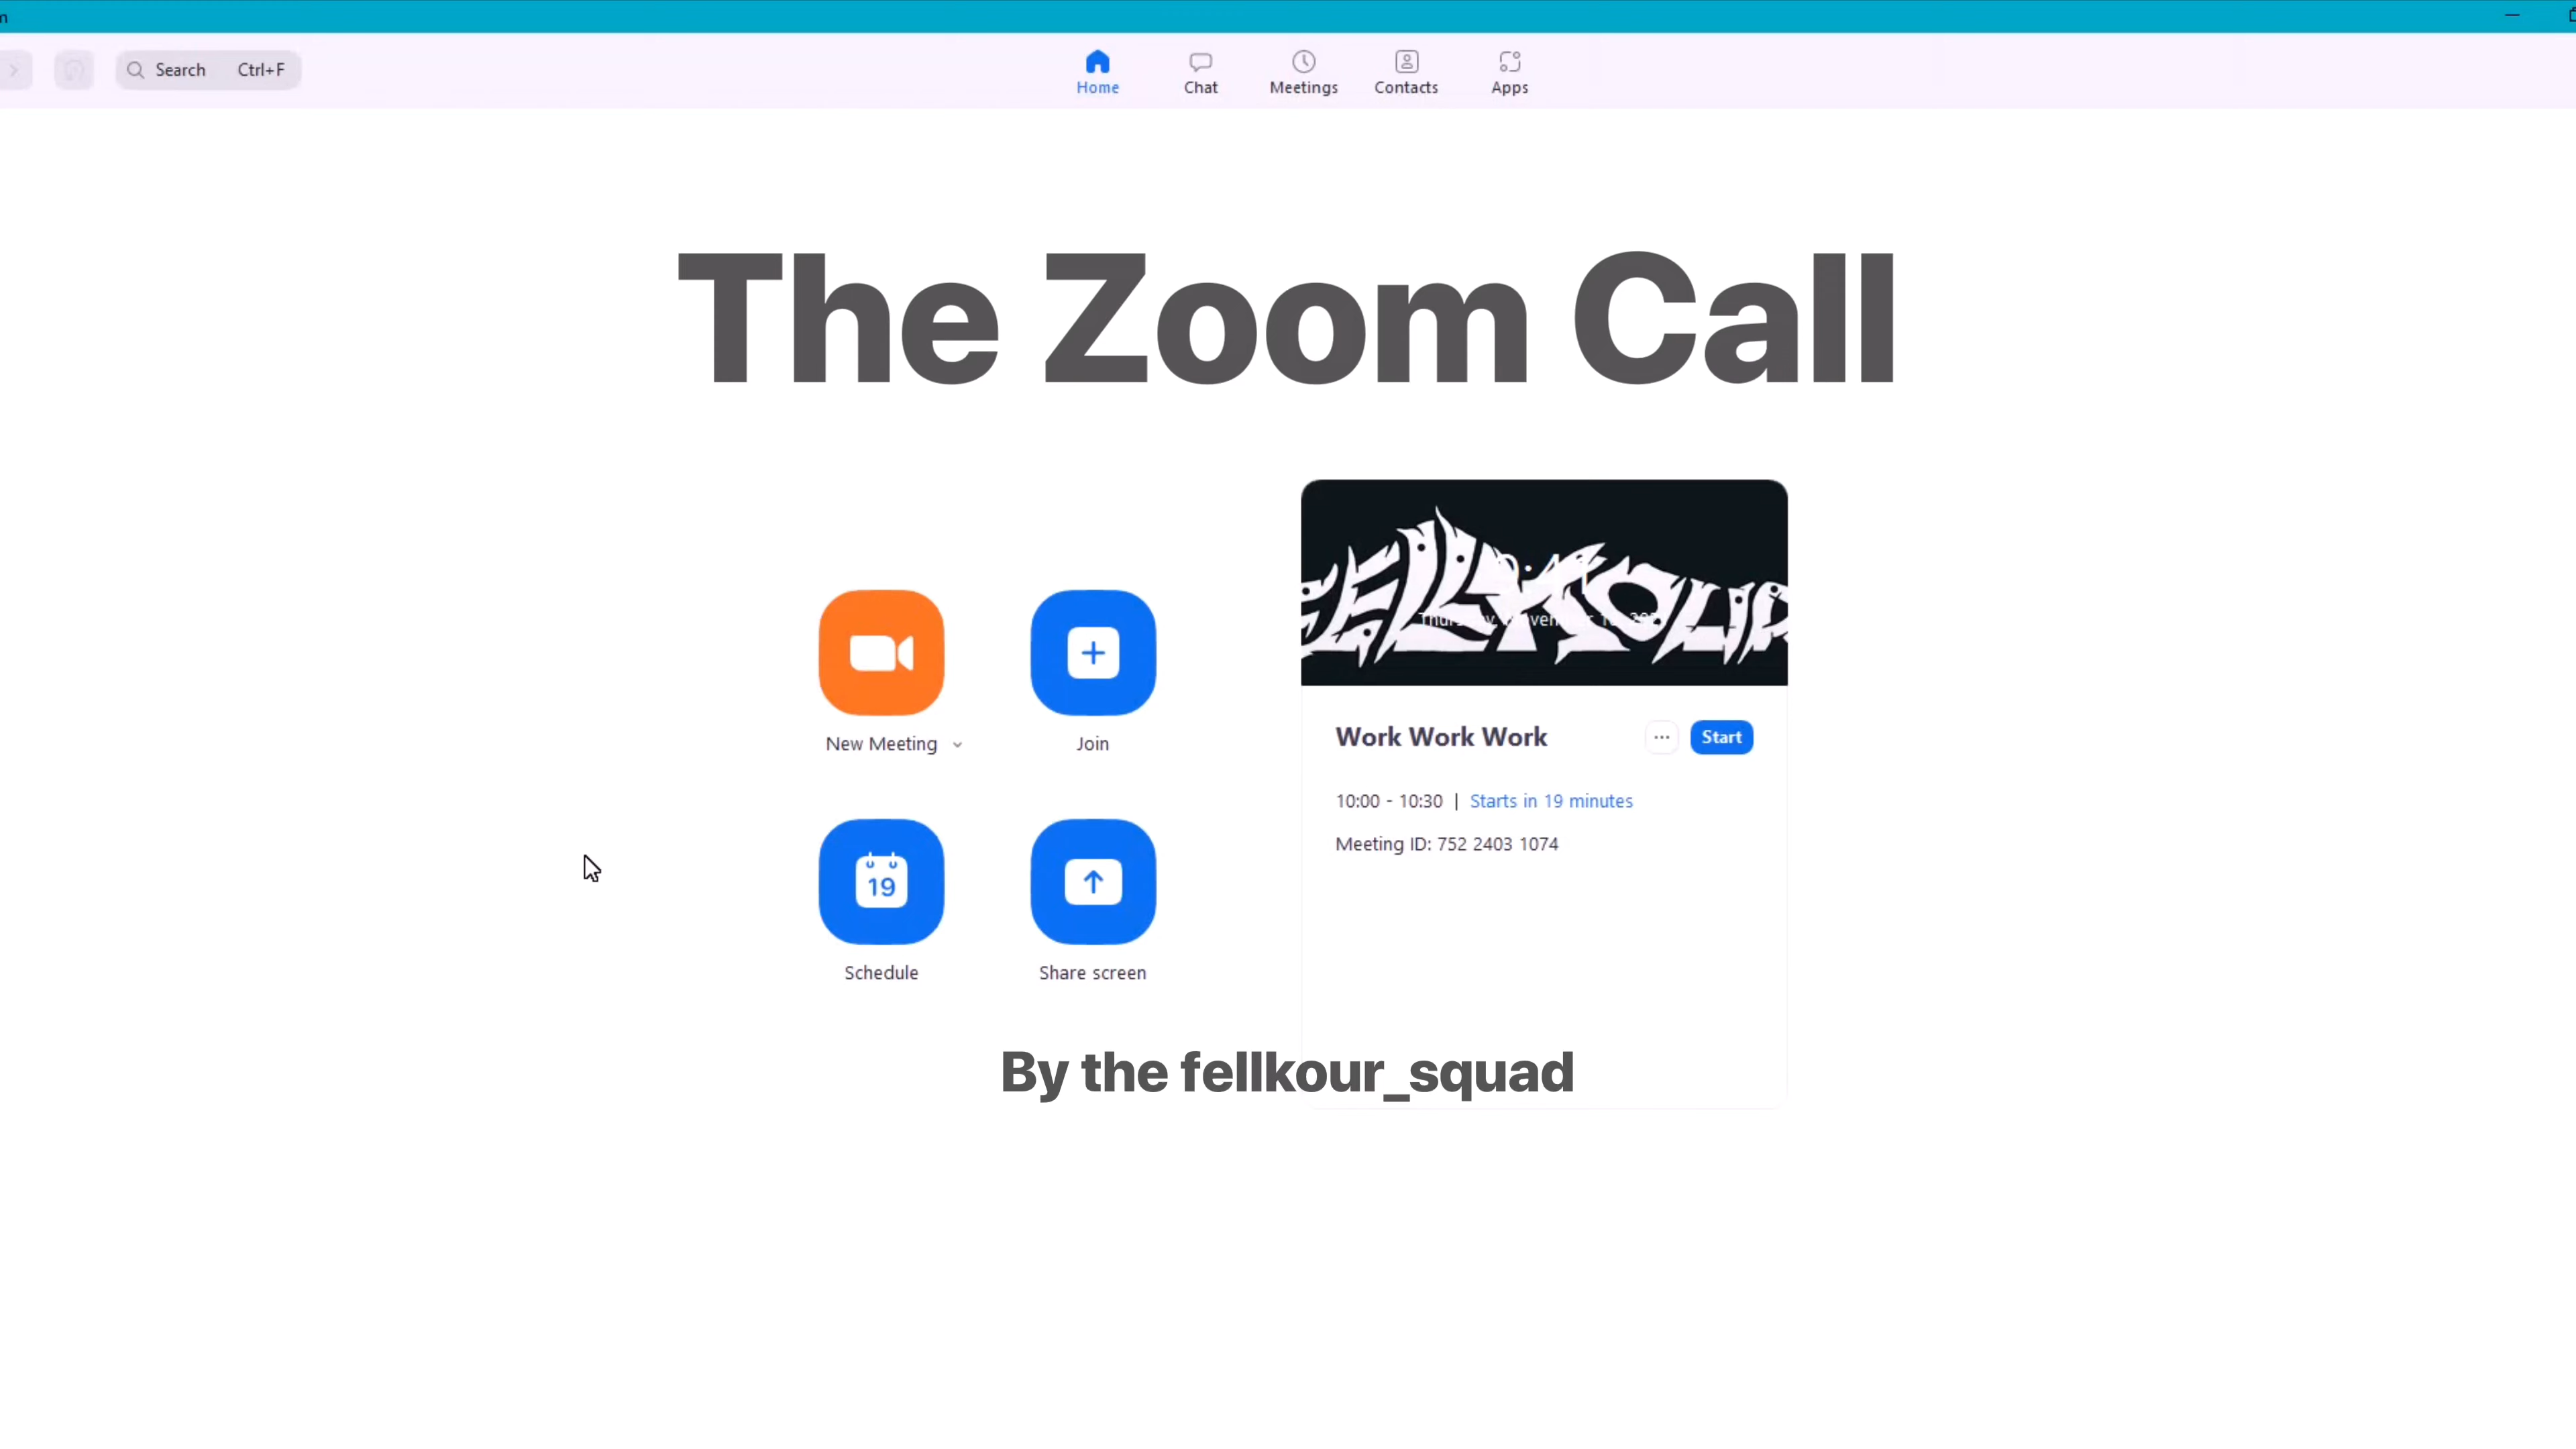 Search Ctrl+F
Home Chat Meetings Contacts Apps
The Zoom Call
New Meeting
Join
19
Schedule
Share screen
Work Work Work
Start
10:00 - 10:30 | Starts in 19 minutes
Meeting ID: 752 2403 1074
By the fellkour_squad